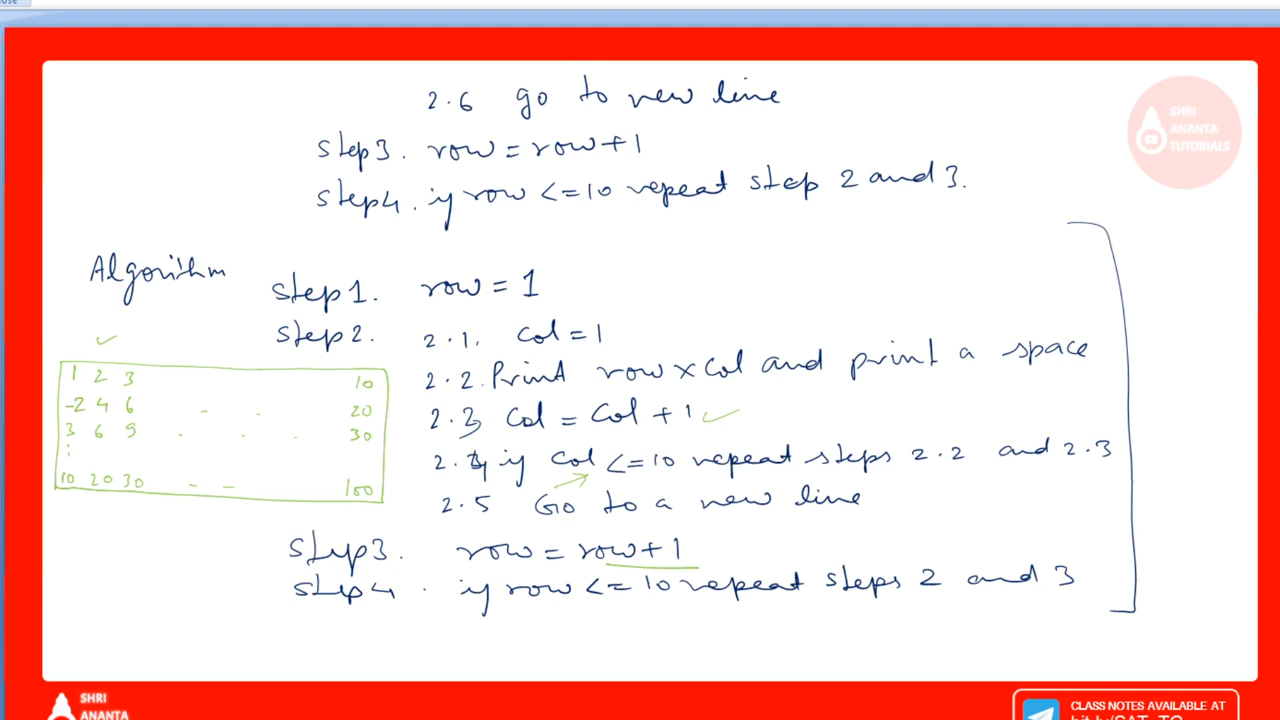 2.6 go to new line
step3. row = row+1
step4. if row <=10 repeat step 2 and 3.
SHRI
ANANTA
TUTORIALS
Algorithm
step1. row = 1
step2. 2.1. Col = 1
2.2. Print row x Col and print a space
2.3 Col = Col + 1
2.4 if Col <=10 repeat steps 2.2 and 2.3
2.5 Go to a new line
step3. row = row+1
step4. if row <=10 repeat steps 2 and 3
1 2 3 10
2 4 6 - . 20
3 6 9 . . . 30
:
10 20 30 - - 100
SHRI
ANANTA
CLASS NOTES AVAILABLE AT